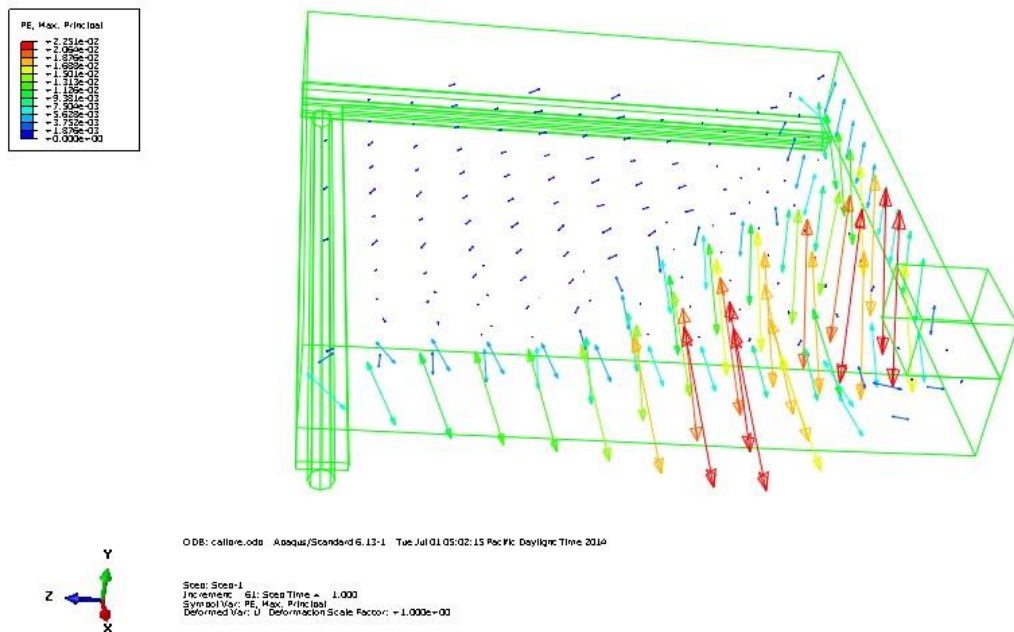 PE, Max. Principal
+2.251e-02
+2.064e-02
+1.876e-02
+1.688e-02
+1.501e-02
+1.313e-02
+1.126e-02
+9.381e-03
+7.504e-03
+5.628e-03
+3.752e-03
+1.876e-03
+0.000e+00
ODB: calibre.odb Abaqus/Standard 6.13-1 Tue Jul 01 05:02:15 Pacific Daylight Time 2014
Y
Z
X
Step: Step-1
Increment 61: Step Time = 1.000
Symbol Var: PE, Max. Principal
Deformed Var: U Deformation Scale Factor: +1.000e+00